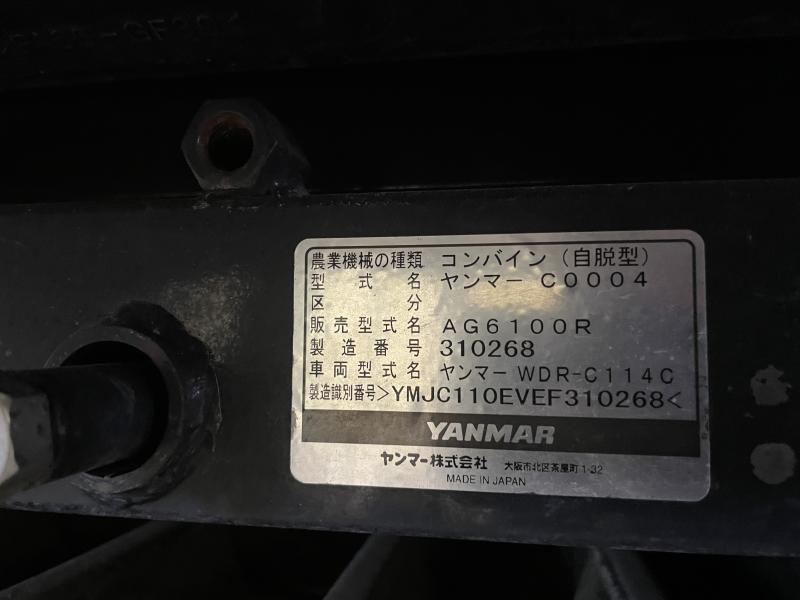 農業機械の種類 コンバイン（自脱型）
型式名 ヤンマー C0004
区分
販売型式名 AG6100R
製造番号 310268
車両型式名 ヤンマー WDR-C114C
製造識別番号>YMJC110EVEF310268<
YANMAR
ヤンマー株式会社 大阪市北区茶屋町1-32
MADE IN JAPAN